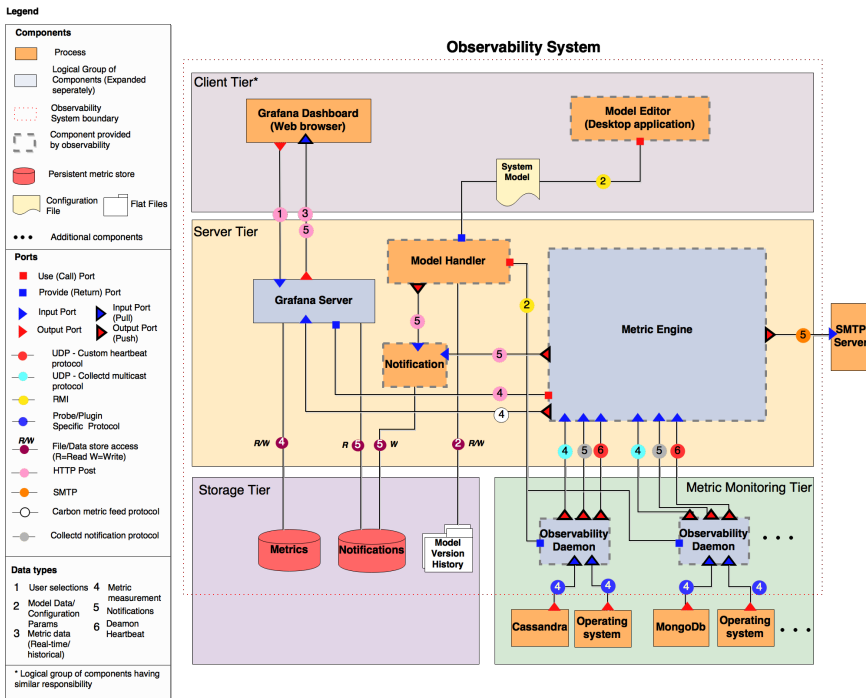 Legend
Components
Process
Logical Group of
Components (Expanded
seperately)
Observability
System boundary
Component provided
by observability
Persistent metric store
Configuration
File
Flat Files
Additional components
Ports
Use (Call) Port
Provide (Return) Port
Input Port
Input Port
(Pull)
Output Port
Output Port
(Push)
UDP - Custom heartbeat
protocol
UDP - Collectd multicast
protocol
RMI
Probe/Plugin
Specific Protocol
R/W
File/Data store access
(R=Read W=Write)
HTTP Post
SMTP
Carbon metric feed protocol
Collectd notification protocol
Data types
1 User selections
2 Model Data/
Configuration
Params
3 Metric data
(Real-time/
historical)
4 Metric
measurement
5 Notifications
6 Deamon
Heartbeat
* Logical group of components having
similar responsibility
Observability System
Client Tier*
Grafana Dashboard
(Web browser)
Model Editor
(Desktop application)
System
Model
2
1
3
5
Server Tier
Model Handler
Grafana Server
Metric Engine
2
5
5
5
SMTP
Server
Notification
4
4
R/W
4
R
5
5
W
2
R/W
4
5
6
4
5
6
Storage Tier
Metrics
Notifications
Model
Version
History
Metric Monitoring Tier
Observability
Daemon
Observability
Daemon
4
4
4
4
Cassandra
Operating
system
MongoDb
Operating
system